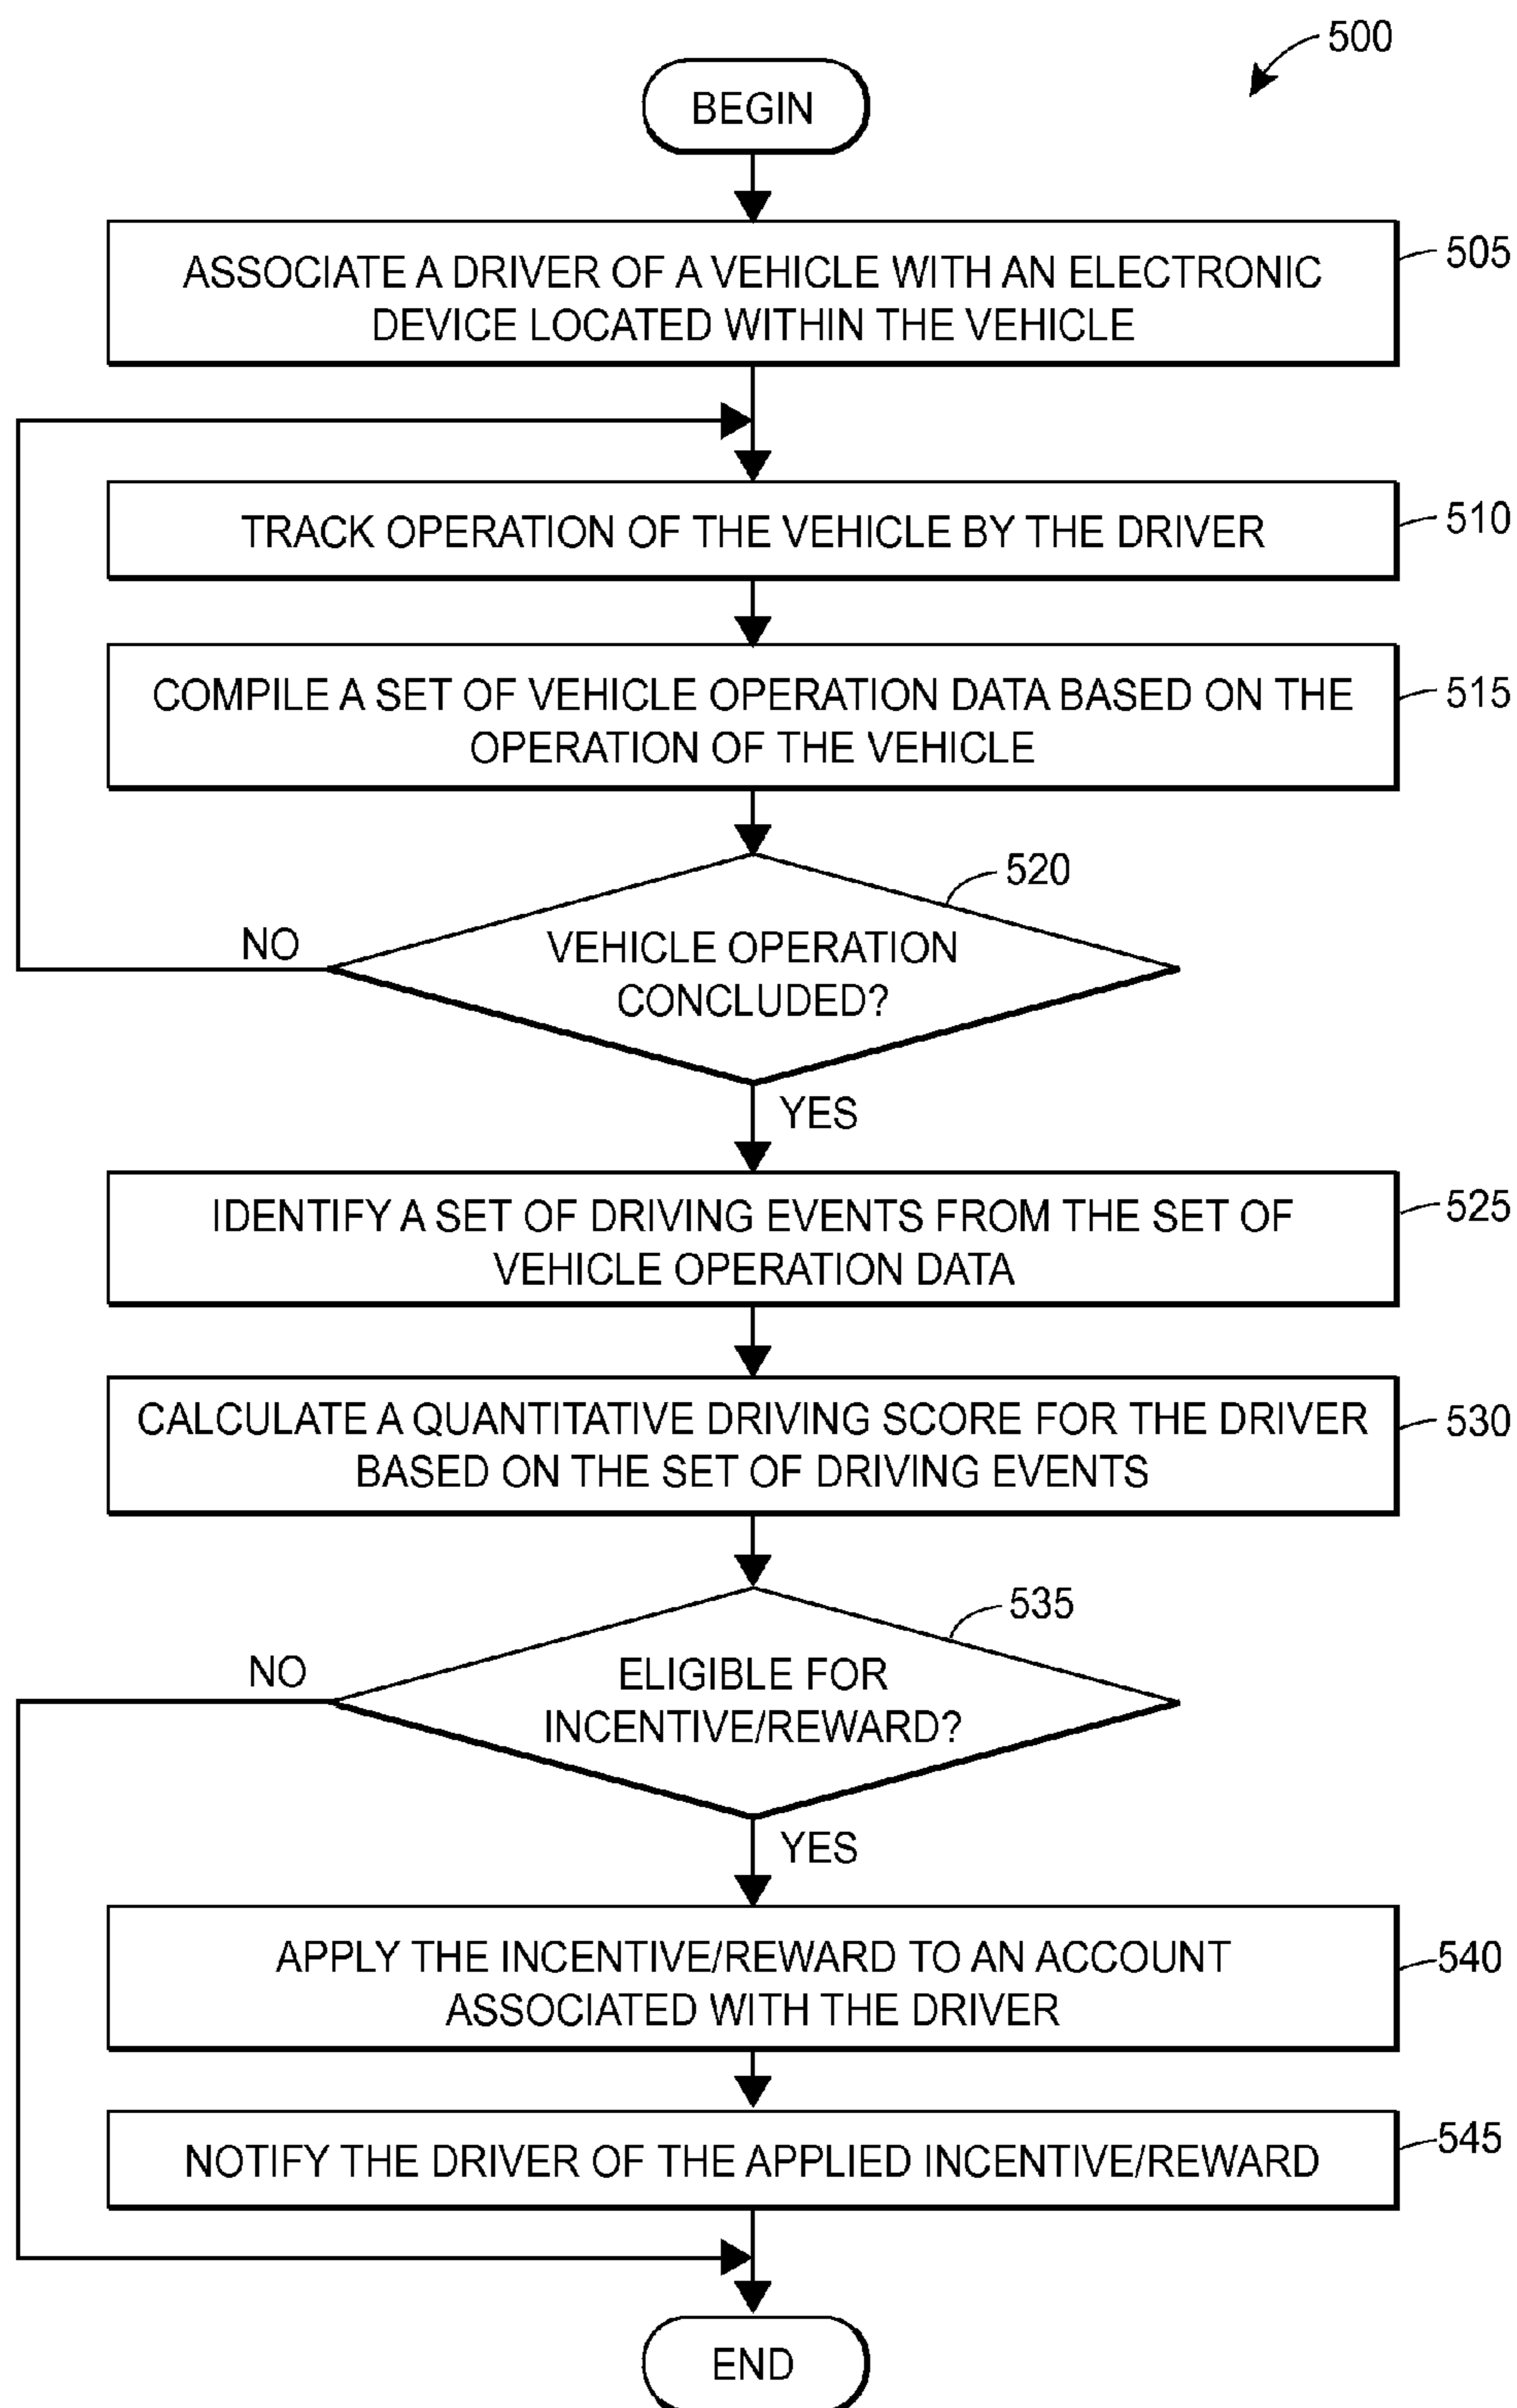 500
BEGIN
ASSOCIATE A DRIVER OF A VEHICLE WITH AN ELECTRONIC
DEVICE LOCATED WITHIN THE VEHICLE
505
TRACK OPERATION OF THE VEHICLE BY THE DRIVER
510
COMPILE A SET OF VEHICLE OPERATION DATA BASED ON THE
OPERATION OF THE VEHICLE
515
520
NO
VEHICLE OPERATION
CONCLUDED?
YES
IDENTIFY A SET OF DRIVING EVENTS FROM THE SET OF
VEHICLE OPERATION DATA
525
CALCULATE A QUANTITATIVE DRIVING SCORE FOR THE DRIVER
BASED ON THE SET OF DRIVING EVENTS
530
535
NO
ELIGIBLE FOR
INCENTIVE/REWARD?
YES
APPLY THE INCENTIVE/REWARD TO AN ACCOUNT
ASSOCIATED WITH THE DRIVER
540
NOTIFY THE DRIVER OF THE APPLIED INCENTIVE/REWARD
545
END